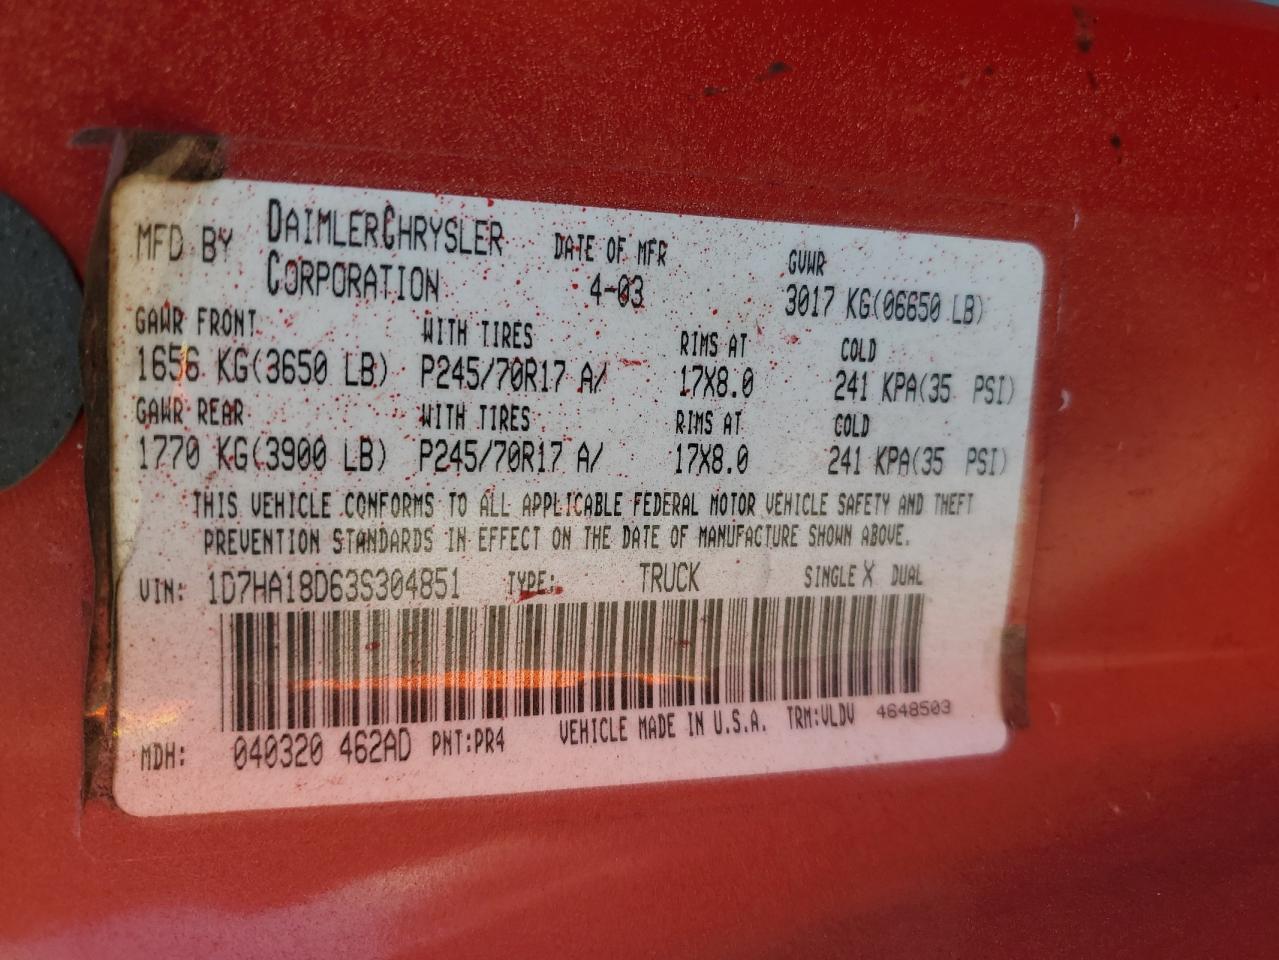 MFD BY DAIMLERCHRYSLER CORPORATION DATE OF MFR 4-03 GVWR 3017 KG(06650 LB)
GAWR FRONT WITH TIRES RIMS AT COLD
1656 KG(3650 LB) P245/70R17 A/ 17X8.0 241 KPA(35 PSI)
GAWR REAR WITH TIRES RIMS AT COLD
1770 KG(3900 LB) P245/70R17 A/ 17X8.0 241 KPA(35 PSI)
THIS VEHICLE CONFORMS TO ALL APPLICABLE FEDERAL MOTOR VEHICLE SAFETY AND THEFT
PREVENTION STANDARDS IN EFFECT ON THE DATE OF MANUFACTURE SHOWN ABOVE.
VIN: 1D7HA18D63S304851 TYPE: TRUCK SINGLE X DUAL
MDH: 040320 462AD PNT:PR4 VEHICLE MADE IN U.S.A. TRM:VLDV 4648503